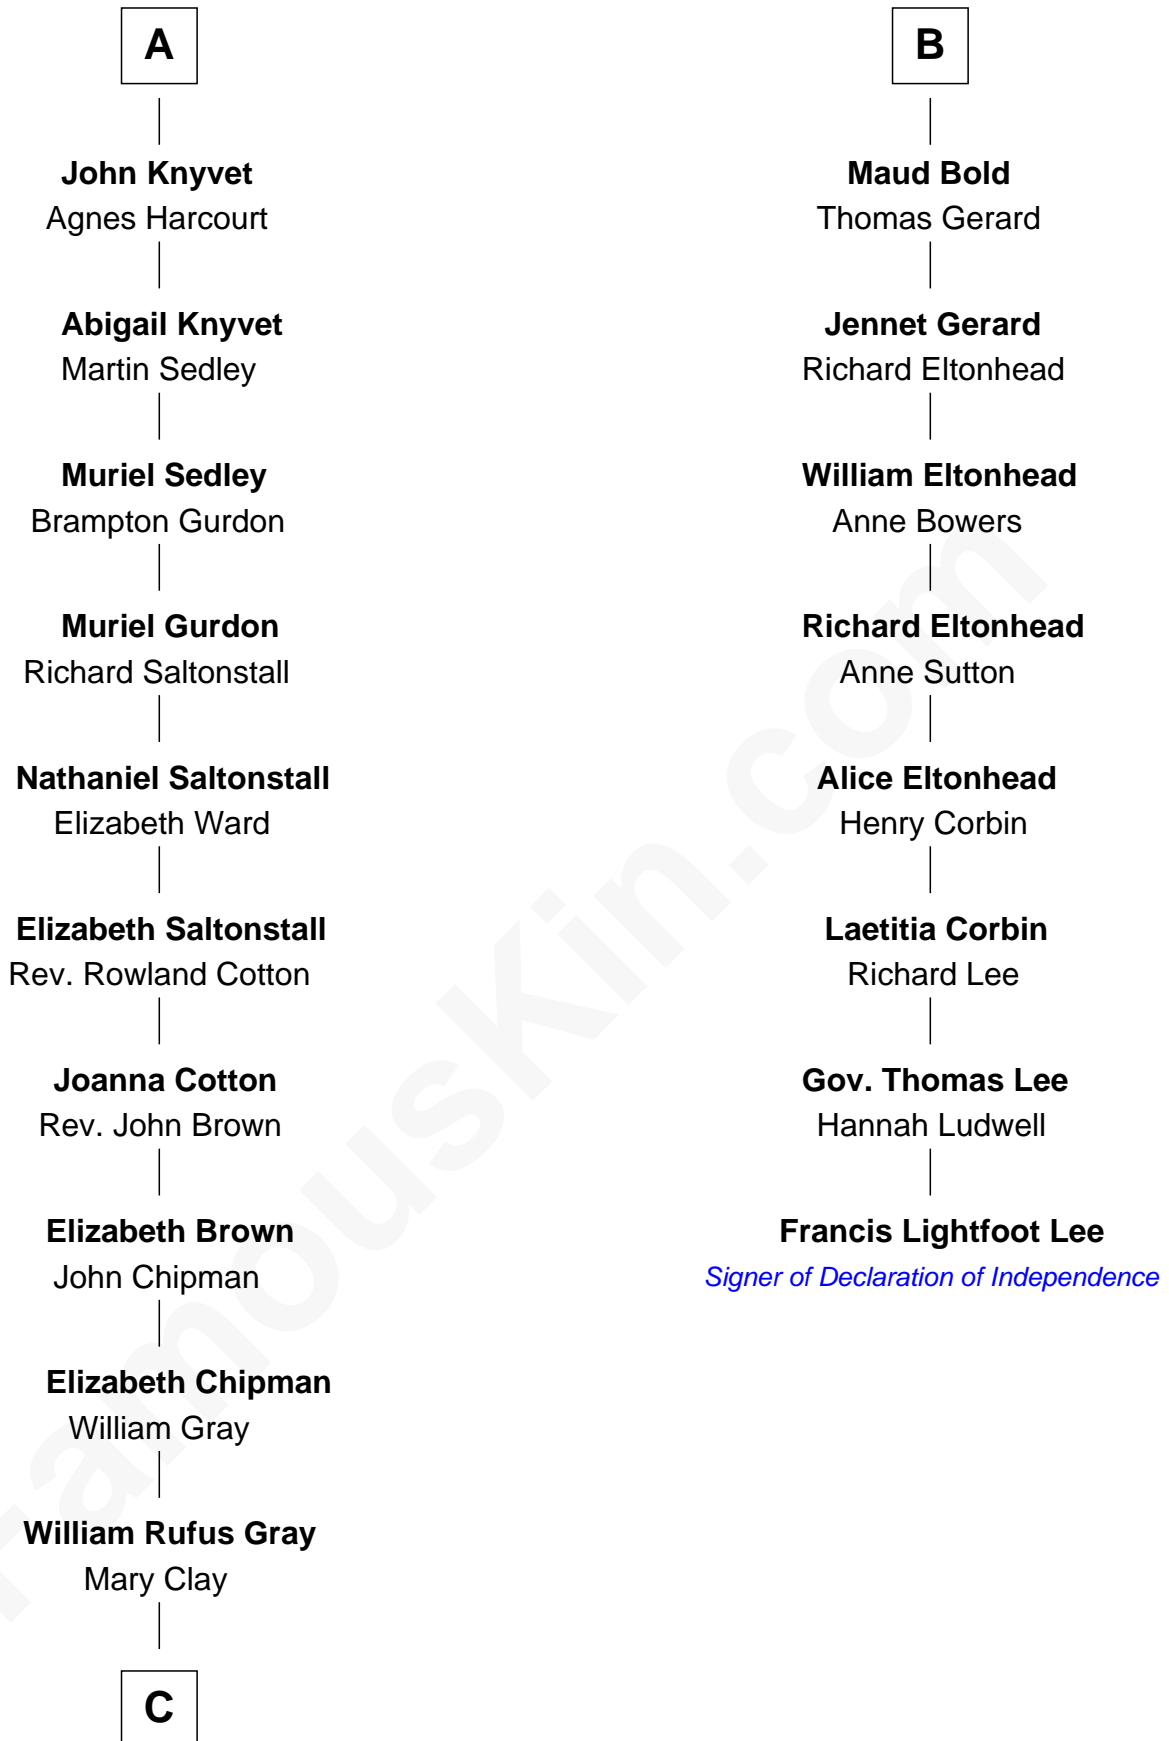 A
John Knyvet
Agnes Harcourt
Abigail Knyvet
Martin Sedley
Muriel Sedley
Brampton Gurdon
Muriel Gurdon
Richard Saltonstall
Nathaniel Saltonstall
Elizabeth Ward
Elizabeth Saltonstall
Rev. Rowland Cotton
Joanna Cotton
Rev. John Brown
Elizabeth Brown
John Chipman
Elizabeth Chipman
William Gray
William Rufus Gray
Mary Clay
C
B
Maud Bold
Thomas Gerard
Jennet Gerard
Richard Eltonhead
William Eltonhead
Anne Bowers
Richard Eltonhead
Anne Sutton
Alice Eltonhead
Henry Corbin
Laetitia Corbin
Richard Lee
Gov. Thomas Lee
Hannah Ludwell
Francis Lightfoot Lee
Signer of Declaration of Independence
FamousKin.com